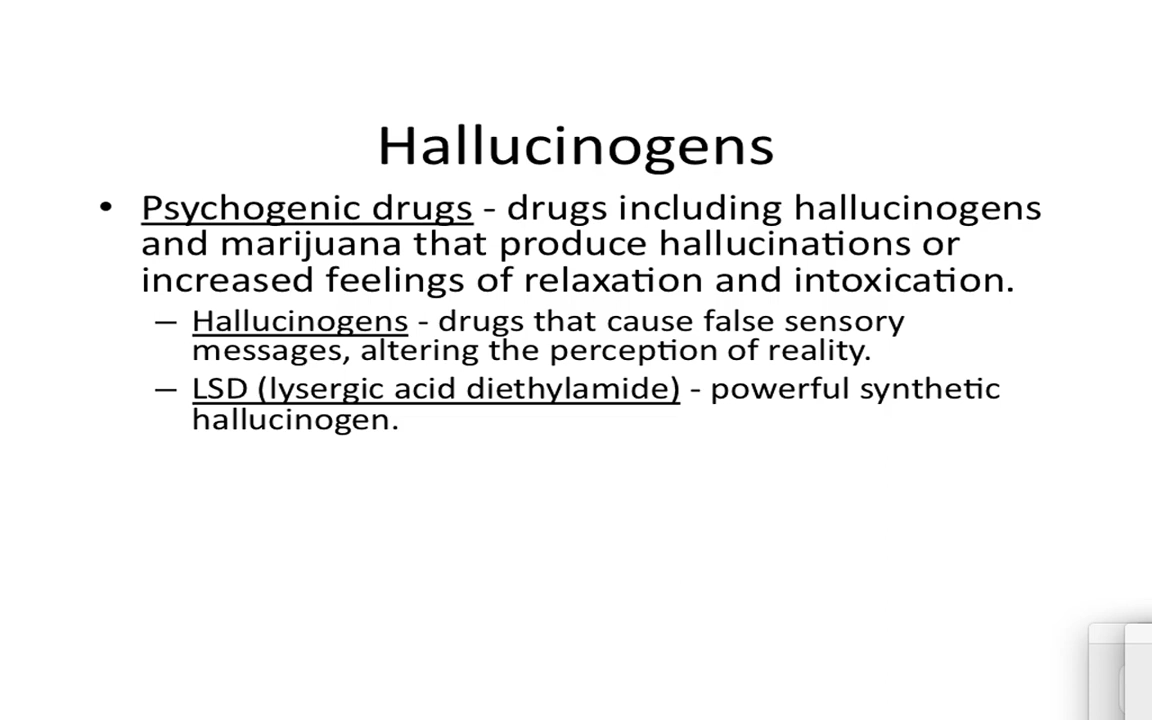 Hallucinogens
• Psychogenic drugs - drugs including hallucinogens
and marijuana that produce hallucinations or
increased feelings of relaxation and intoxication.
– Hallucinogens - drugs that cause false sensory
messages, altering the perception of reality.
– LSD (lysergic acid diethylamide) - powerful synthetic
hallucinogen.